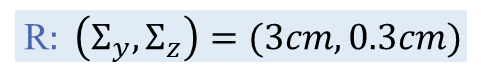 R: (Σ_y, Σ_z) = (3cm, 0.3cm)